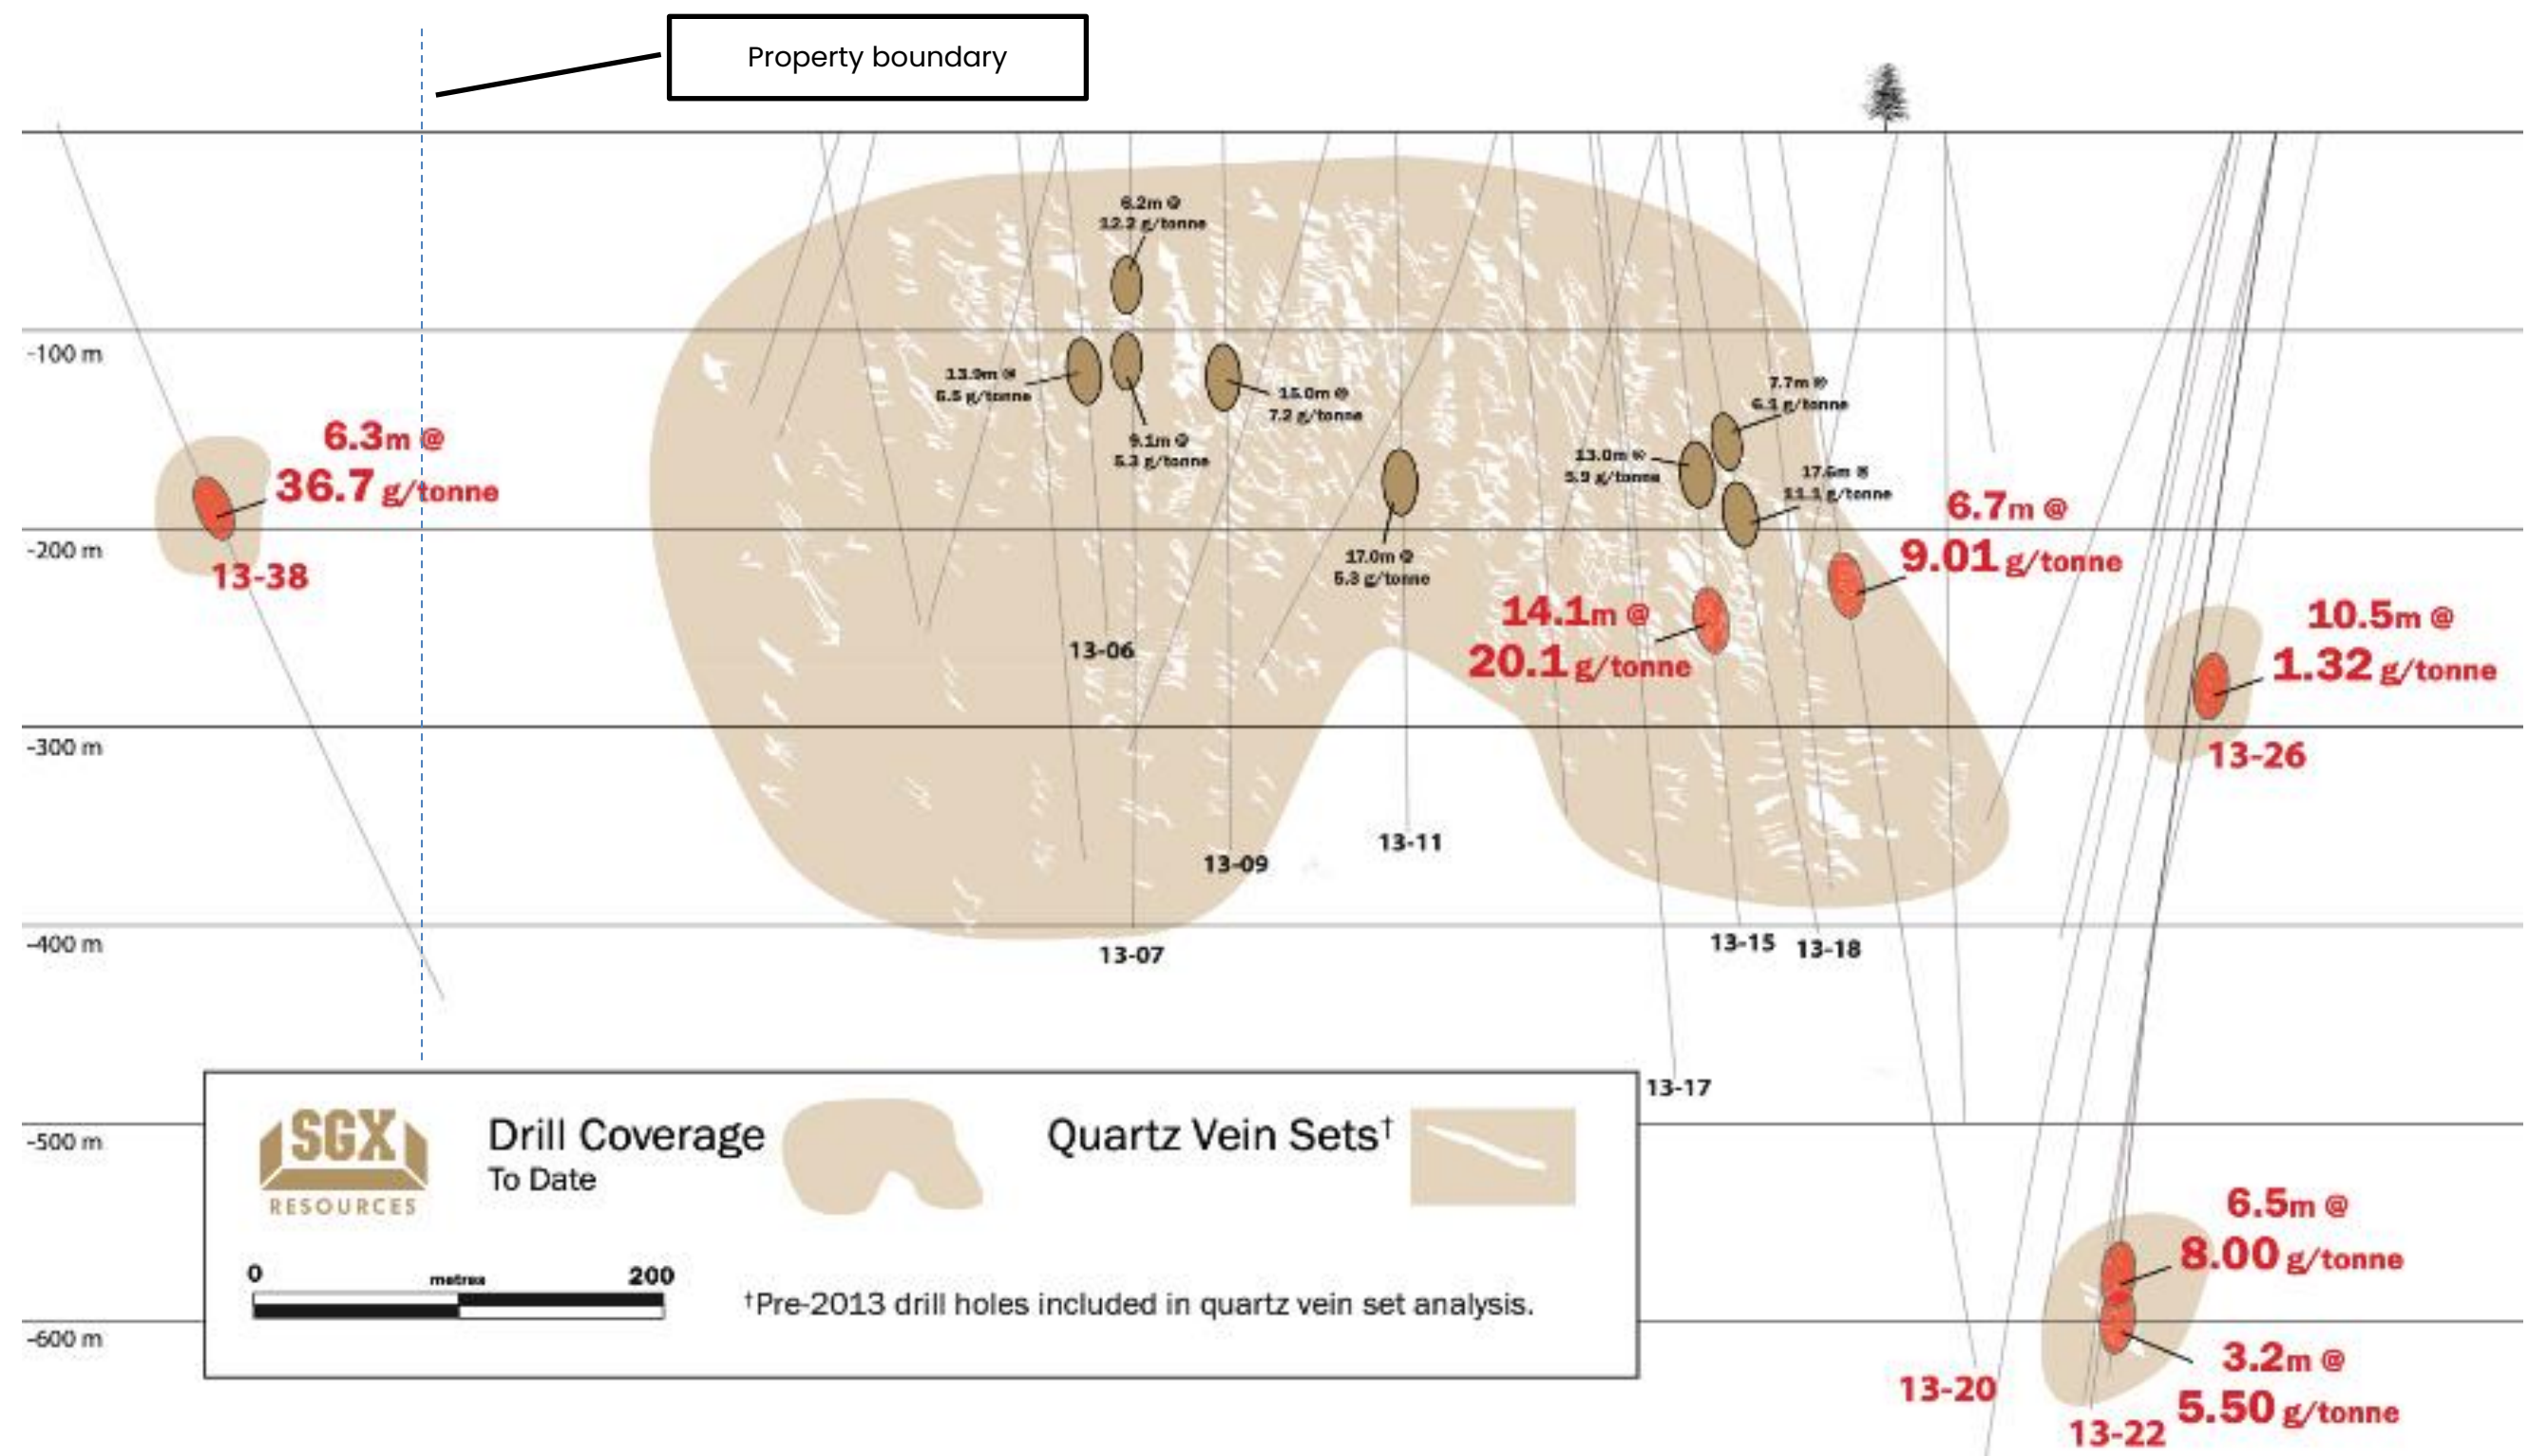 Property boundary
6.2m @
12.2 g/tonne
-100 m
13.9m @
6.5 g/tonne
15.0m @
7.2 g/tonne
7.7m @
6.1 g/tonne
6.3m @
36.7 g/tonne
9.1m @
5.3 g/tonne
13.0m @
5.9 g/tonne
17.6m @
11.1 g/tonne
6.7m @
9.01 g/tonne
-200 m
13-38
17.0m @
5.3 g/tonne
14.1m @
20.1 g/tonne
10.5m @
1.32 g/tonne
13-06
-300 m
13-26
13-11
13-09
-400 m
13-07
13-15
13-18
13-17
-500 m
SGX
RESOURCES
Drill Coverage
To Date
Quartz Vein Sets†
0 metres 200
†Pre-2013 drill holes included in quartz vein set analysis.
6.5m @
8.00 g/tonne
-600 m
3.2m @
5.50 g/tonne
13-20
13-22